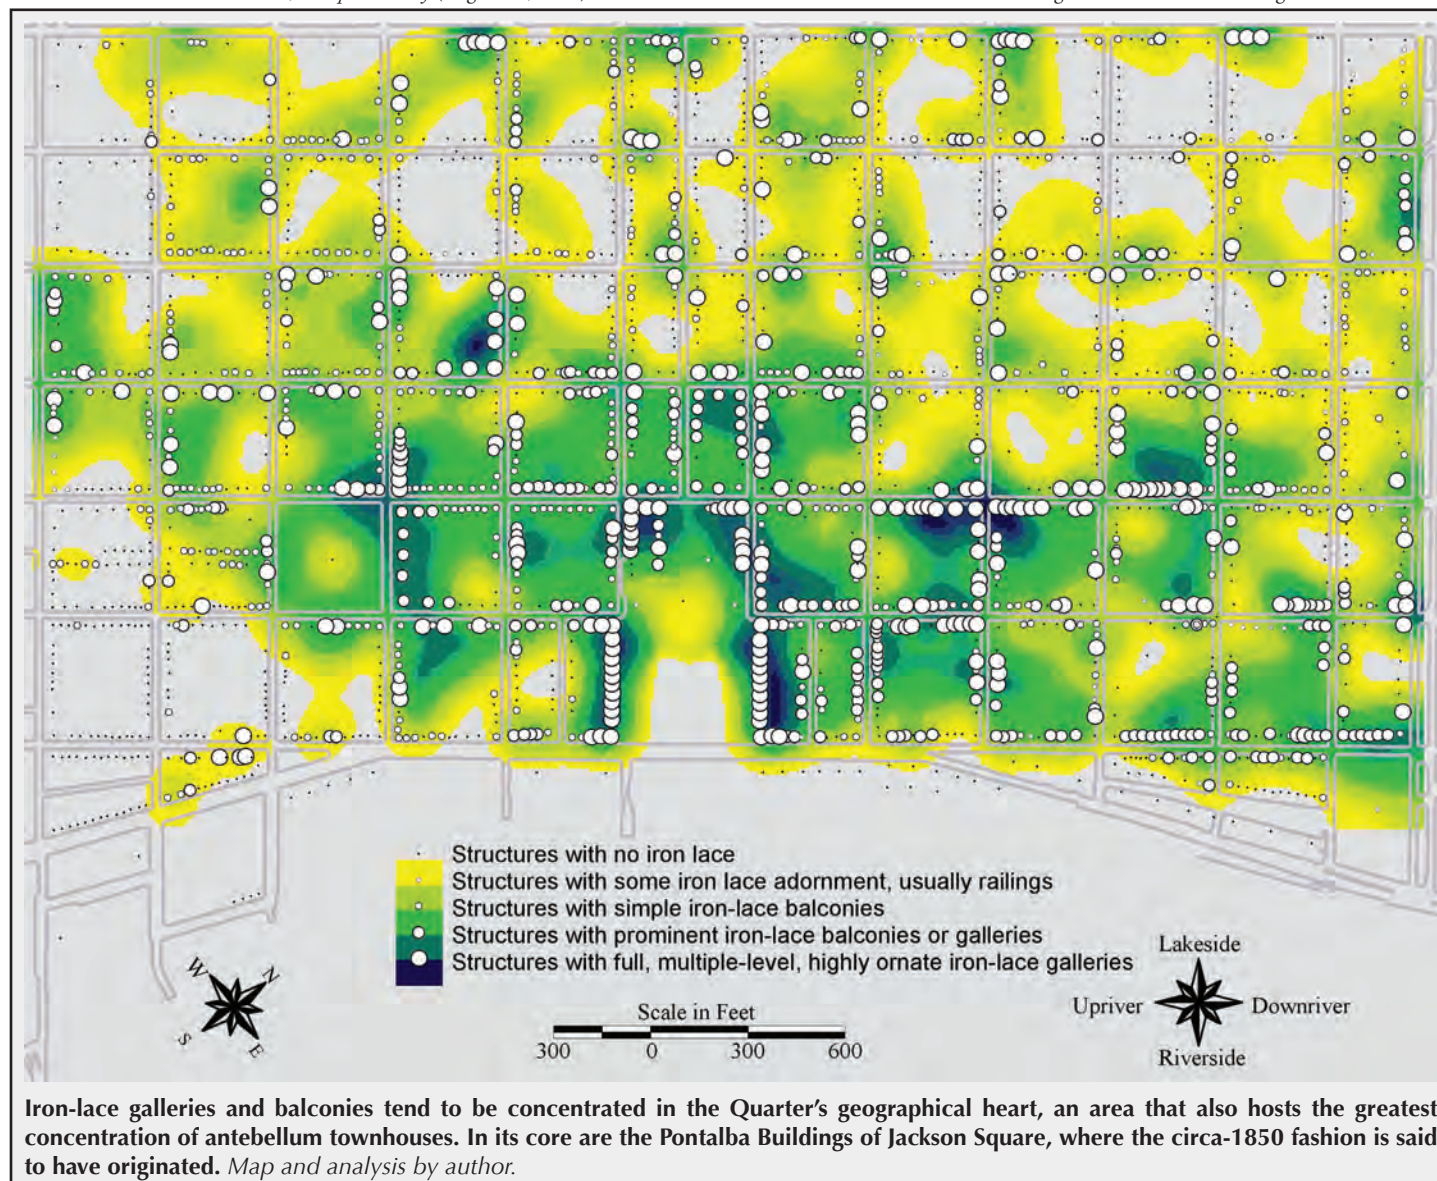 Structures with no iron lace
Structures with some iron lace adornment, usually railings
Structures with simple iron-lace balconies
Structures with prominent iron-lace balconies or galleries
Structures with full, multiple-level, highly ornate iron-lace galleries
Lakeside
Upriver Downriver
Riverside
W N
S E
Scale in Feet
300 0 300 600
Iron-lace galleries and balconies tend to be concentrated in the Quarter's geographical heart, an area that also hosts the greatest
concentration of antebellum townhouses. In its core are the Pontalba Buildings of Jackson Square, where the circa-1850 fashion is said
to have originated. Map and analysis by author.